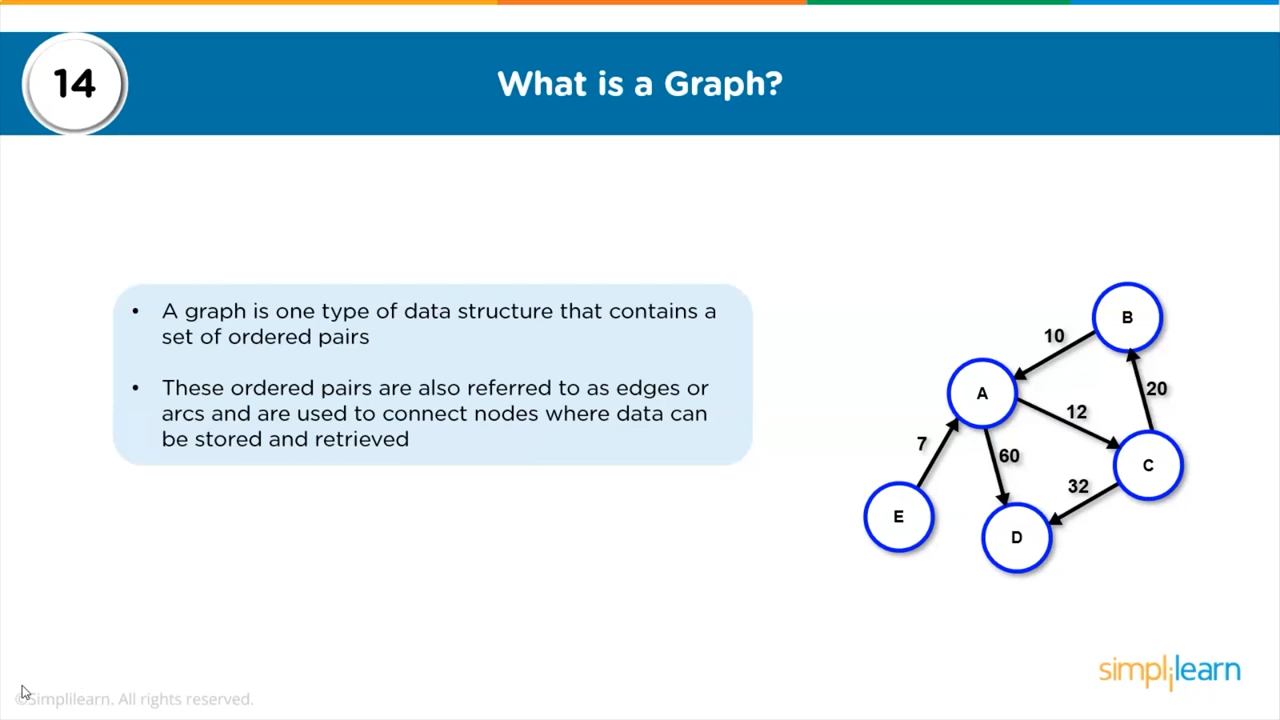 14
What is a Graph?
• A graph is one type of data structure that contains a
set of ordered pairs
• These ordered pairs are also referred to as edges or
arcs and are used to connect nodes where data can
be stored and retrieved
B
10
A
20
12
7
60
C
32
E
D
simplilearn
©Simplilearn. All rights reserved.